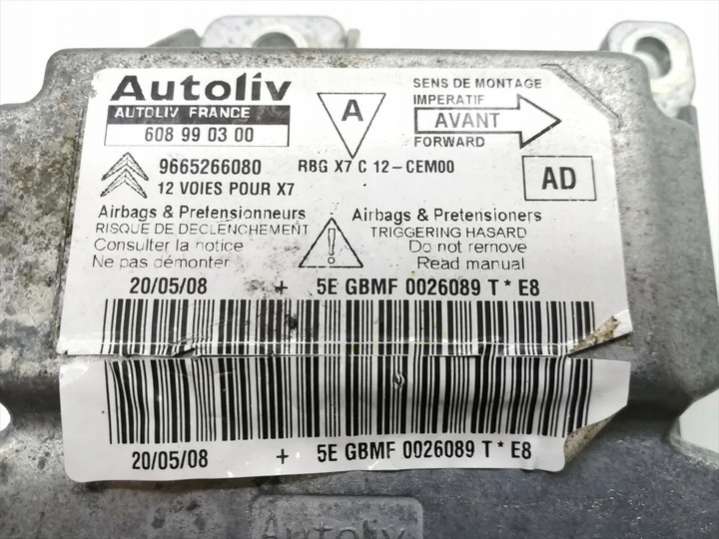 Autoliv
AUTOLIV FRANCE
608 99 03 00
A
SENS DE MONTAGE
IMPERATIF
AVANT
FORWARD
9665266080
12 VOIES POUR X7
RBG X7 C 12-CEM00
AD
Airbags & Pretensionneurs
RISQUE DE DECLENCHEMENT
Consulter la notice
Ne pas démonter
Airbags & Pretensioners
TRIGGERING HASARD
Do not remove
Read manual
20/05/08 + 5E GBMF 0026089 T * E8
20/05/08 + 5E GBMF 0026089 T * E8
Autoliv